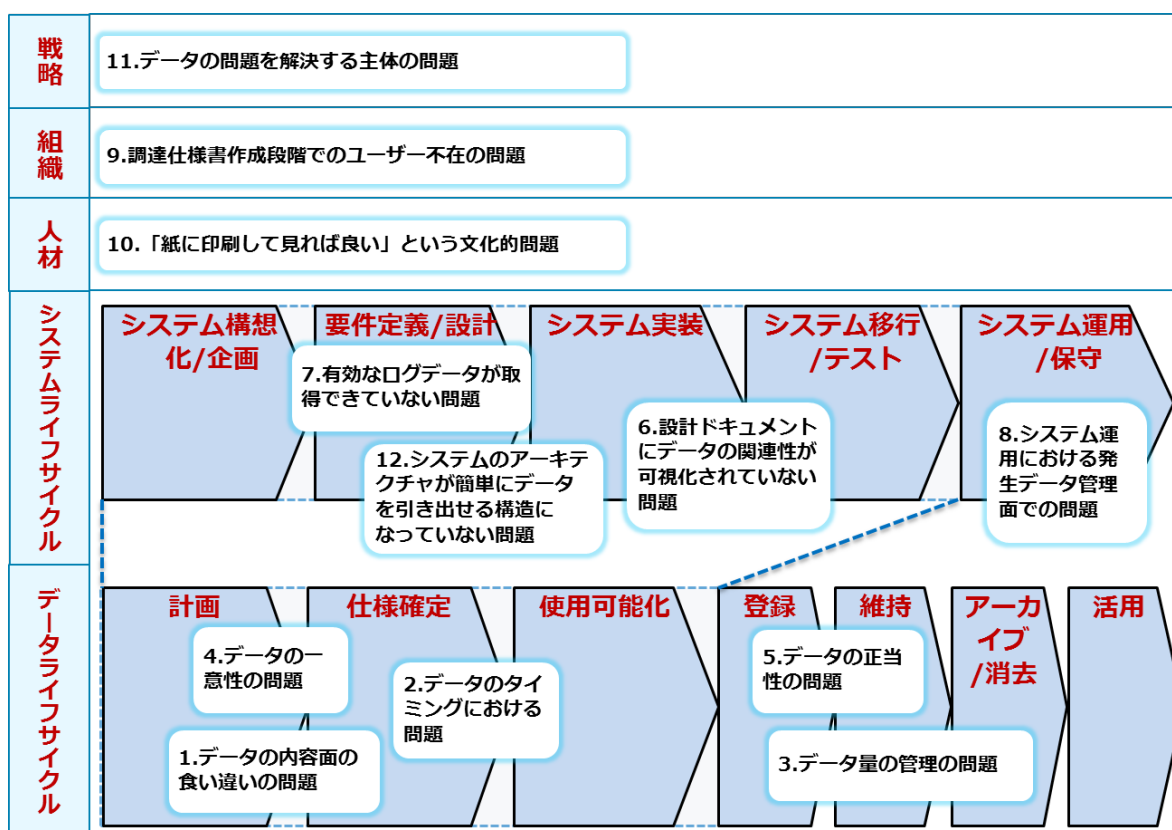 戦略
11.データの問題を解決する主体の問題
組織
9.調達仕様書作成段階でのユーザー不在の問題
人材
10.「紙に印刷して見れば良い」という文化的問題
システムライフサイクル
システム構想
化/企画
要件定義/設計
システム実装
システム移行
/テスト
システム運用
/保守
7.有効なログデータが取
得できていない問題
12.システムのアーキテ
クチャが簡単にデータ
を引き出せる構造に
なっていない問題
6.設計ドキュメント
にデータの関連性が
可視化されていない
問題
8.システム運
用における発
生データ管理
面での問題
データライフサイクル
計画
仕様確定
使用可能化
登録
維持
アーカ
イブ
/消去
活用
4.データの一
意性の問題
2.データのタイ
ミングにおける
問題
5.データの正当
性の問題
1.データの内容面の
食い違いの問題
3.データ量の管理の問題